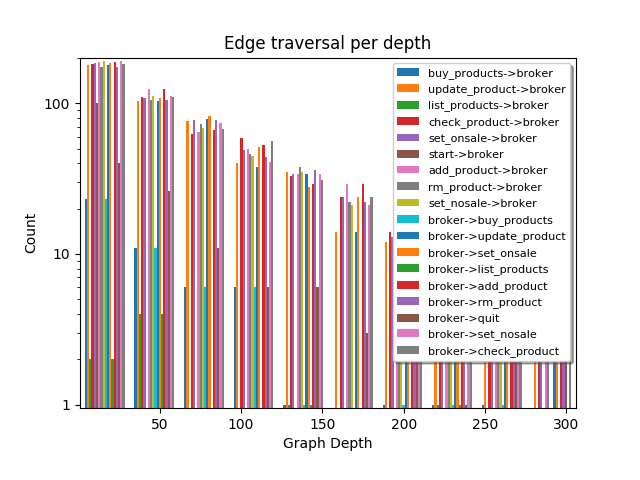 Edge traversal per depth
100
10
1
Count
50
100
150
200
250
300
Graph Depth
buy_products->broker
update_product->broker
list_products->broker
check_product->broker
set_onsale->broker
start->broker
add_product->broker
rm_product->broker
set_nosale->broker
broker->buy_products
broker->update_product
broker->set_onsale
broker->list_products
broker->add_product
broker->rm_product
broker->quit
broker->set_nosale
broker->check_product